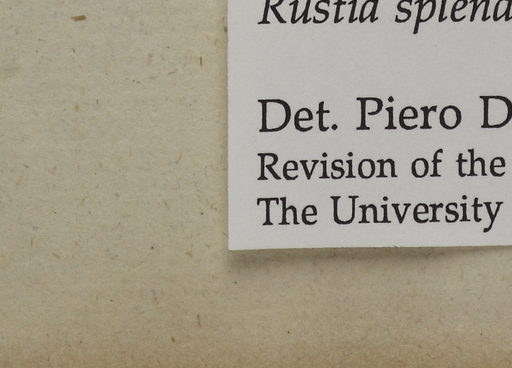 Rustia splend
Det. Piero D
Revision of the
The University